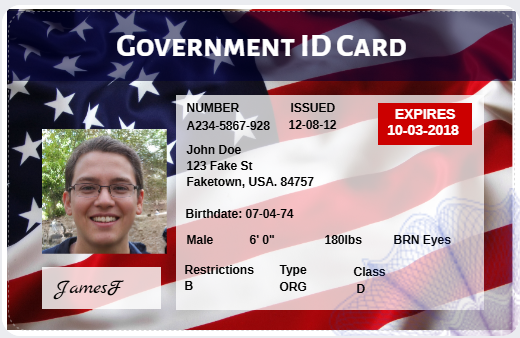 GOVERNMENT ID CARD
NUMBER ISSUED
A234-5867-928 12-08-12
EXPIRES
10-03-2018
John Doe
123 Fake St
Faketown, USA. 84757
Birthdate: 07-04-74
Male 6' 0" 180lbs BRN Eyes
Restrictions Type Class
B ORG D
JamesF